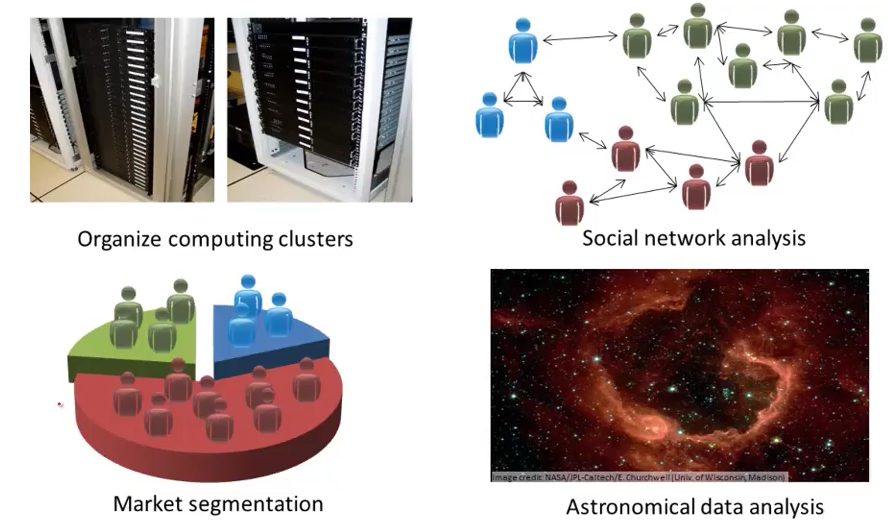 Organize computing clusters
Social network analysis
Market segmentation
Image credit: NASA/JPL-Caltech/E. Churchwell (Univ. of Wisconsin, Madison)
Astronomical data analysis